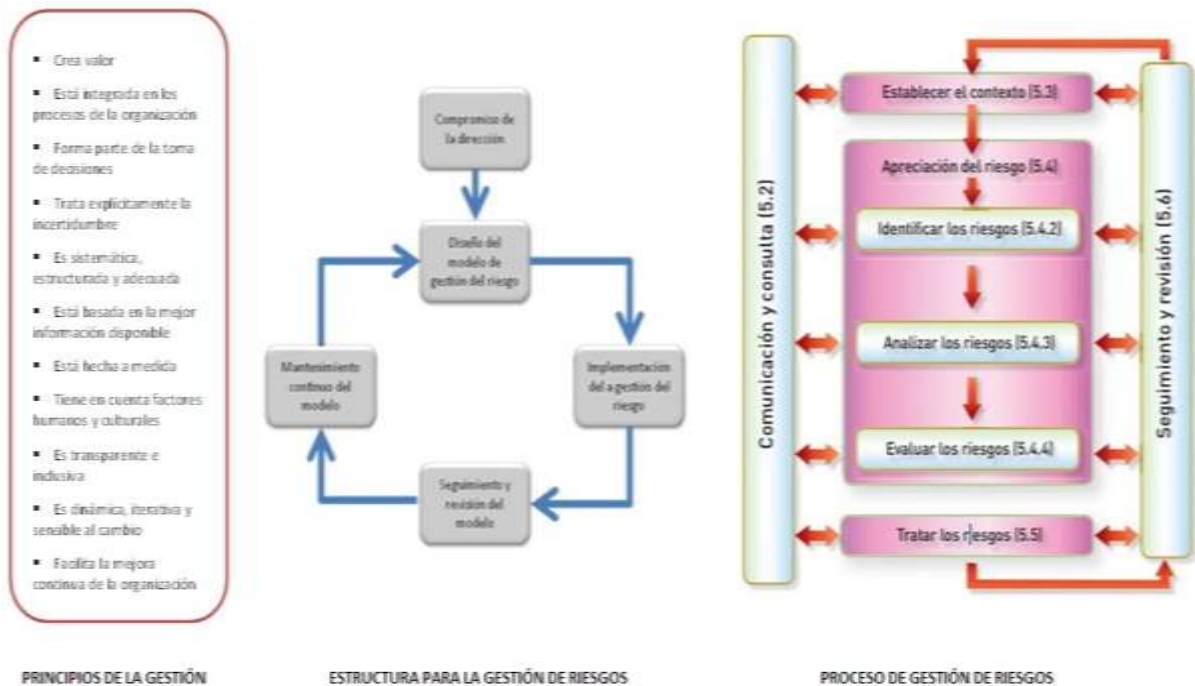 ▪ Crea valor
▪ Está integrada en los
procesos de la organización
▪ Forma parte de la toma
de decisiones
▪ Trata explícitamente la
incertidumbre
▪ Es sistemática,
estructurada y adecuada
▪ Está basada en la mejor
información disponible
▪ Está hecha a medida
▪ Tiene en cuenta factores
humanos y culturales
▪ Es transparente e
inclusiva
▪ Es dinámica, iterativa y
sensible al cambio
▪ Facilita la mejora
continua de la organización
PRINCIPIOS DE LA GESTIÓN
Compromiso de
la dirección
Diseño del
modelo de
gestión del riesgo
Implementación
del a gestión del
riesgo
Seguimiento y
revisión del
modelo
Mantenimiento
continuo del
modelo
ESTRUCTURA PARA LA GESTIÓN DE RIESGOS
Comunicación y consulta (5.2)
Establecer el contexto (5.3)
Apreciación del riesgo (5.4)
Identificar los riesgos (5.4.2)
Analizar los riesgos (5.4.3)
Evaluar los riesgos (5.4.4)
Tratar los riesgos (5.5)
Seguimiento y revisión (5.6)
PROCESO DE GESTIÓN DE RIESGOS